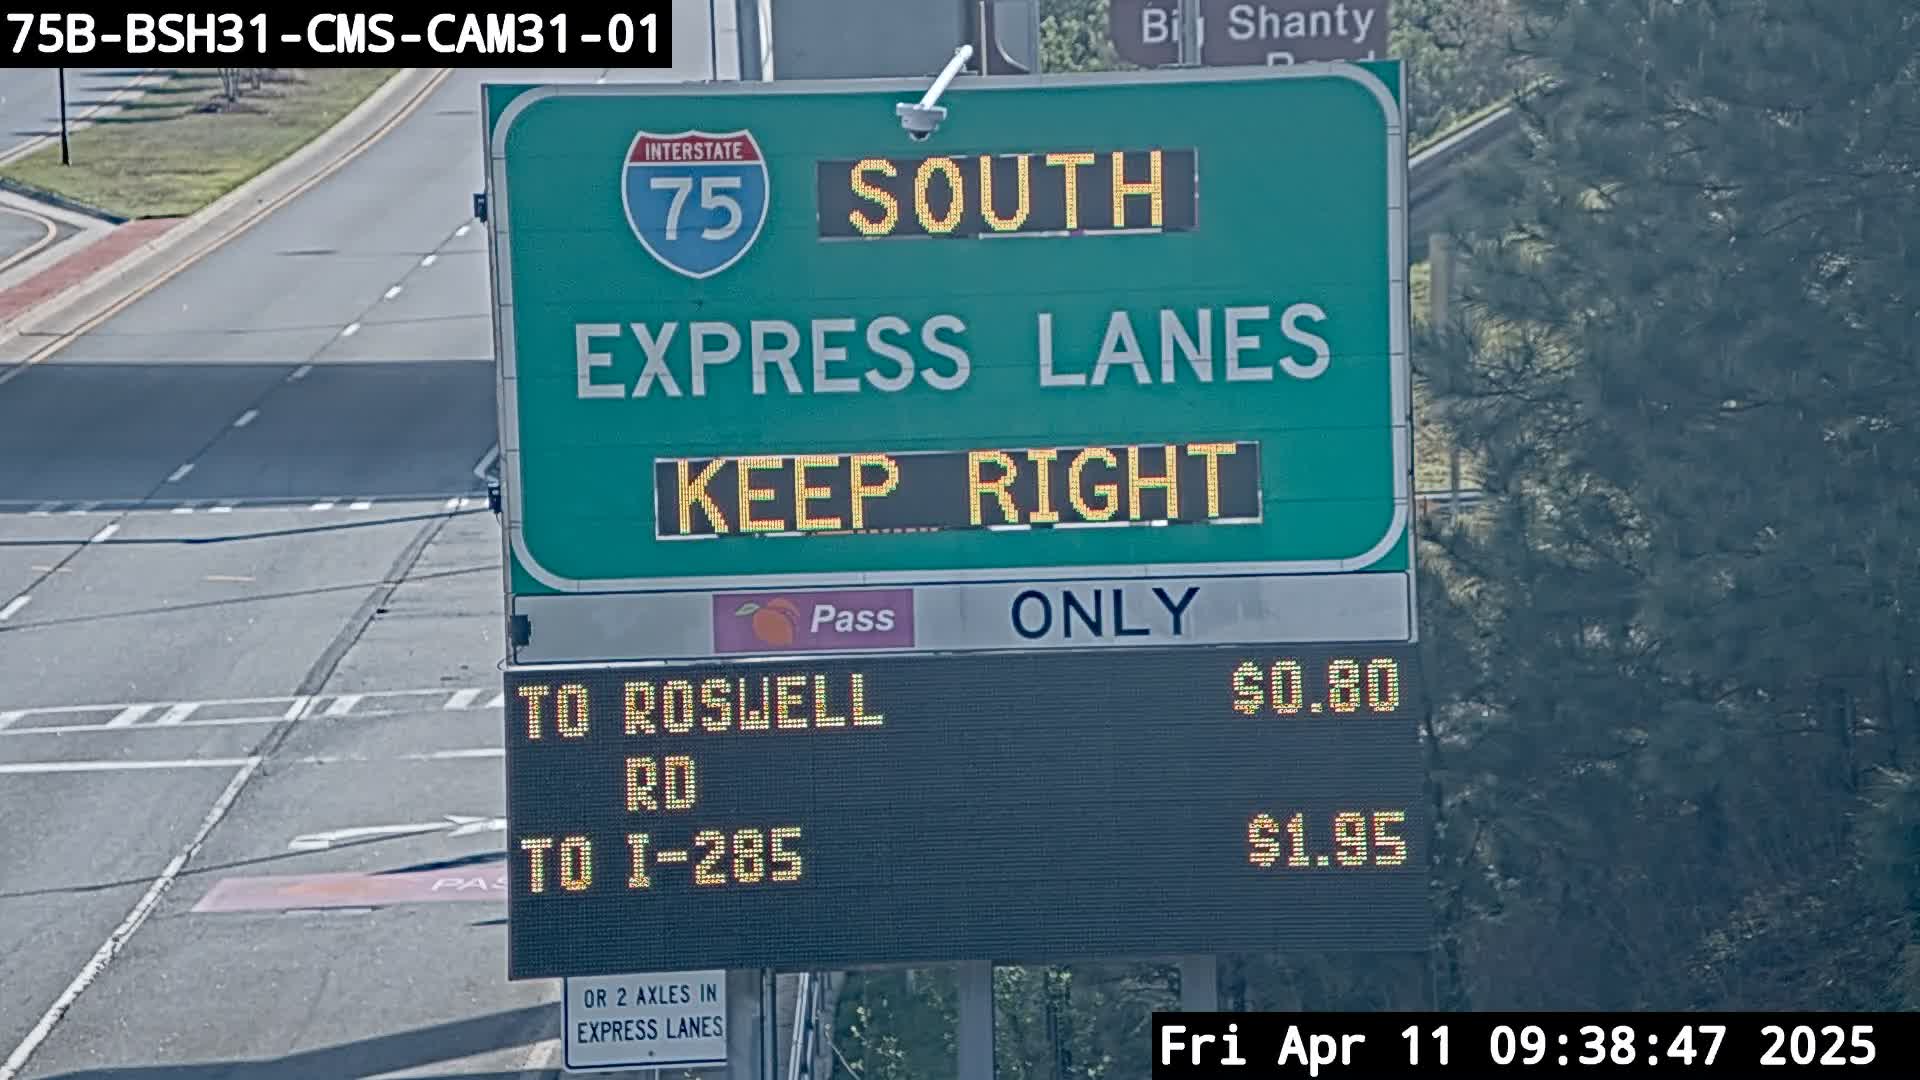 75B-BSH31-CMS-CAM31-01
Big Shanty
Road
INTERSTATE
75
SOUTH
EXPRESS LANES
KEEP RIGHT
Pass ONLY
TO ROSWELL $0.80
RD
TO I-285 $1.95
PAS
OR 2 AXLES IN
EXPRESS LANES
Fri Apr 11 09:38:47 2025